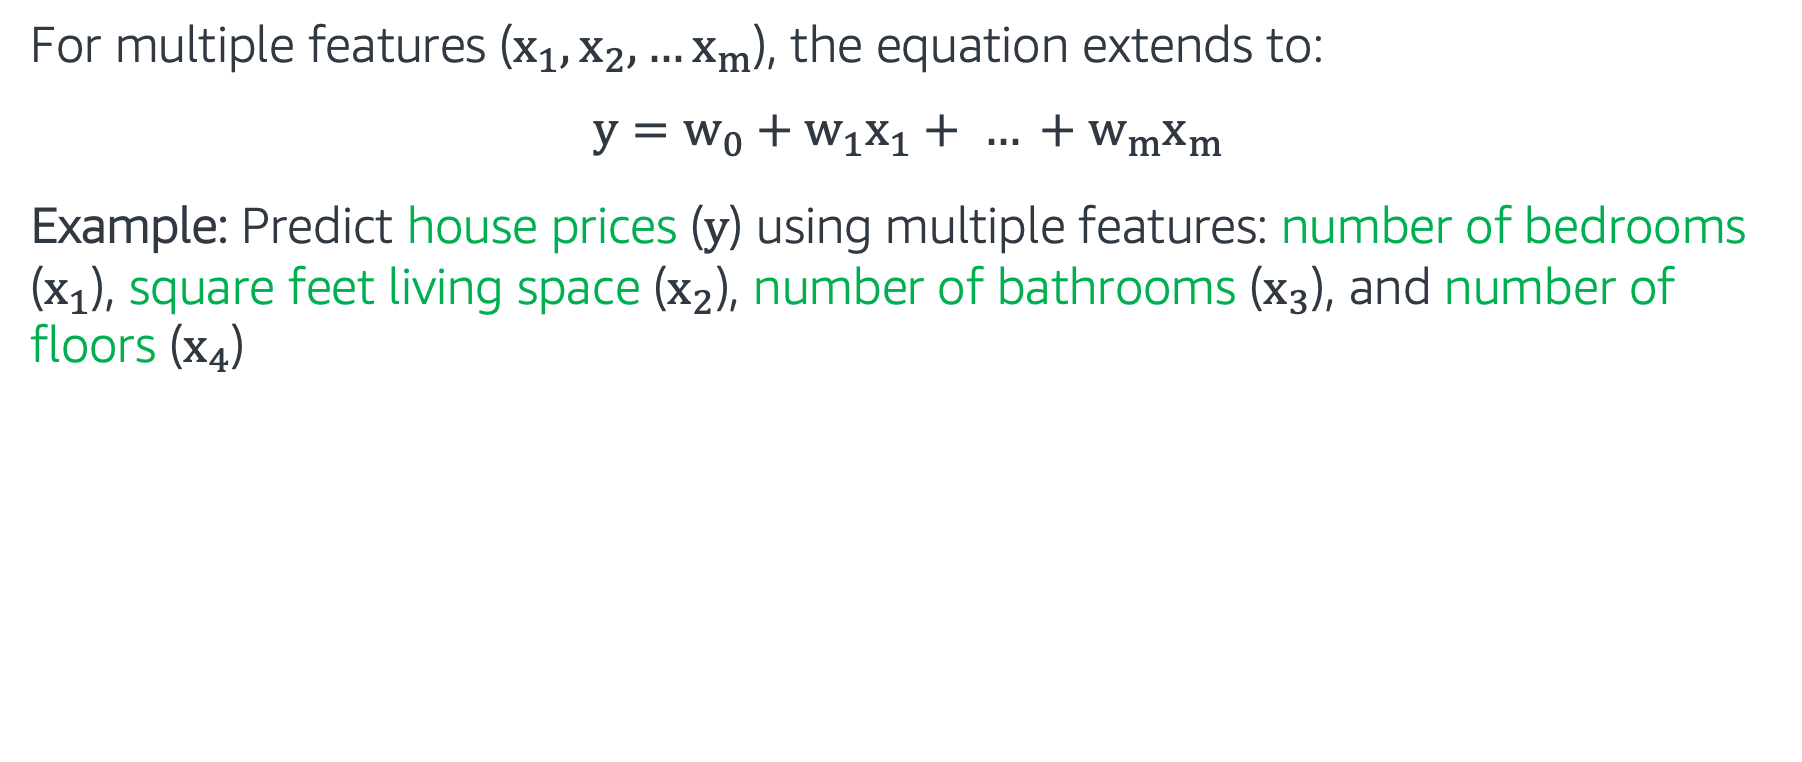 For multiple features (x₁, x₂, ... xₘ), the equation extends to:
y = w₀ + w₁x₁ + ... + wₘxₘ
Example: Predict house prices (y) using multiple features: number of bedrooms
(x₁), square feet living space (x₂), number of bathrooms (x₃), and number of
floors (x₄)